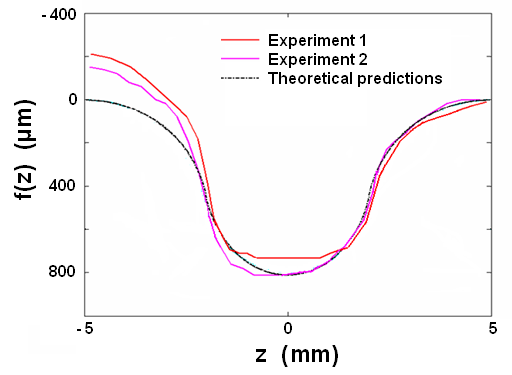 - 400
Experiment 1
Experiment 2
Theoretical predictions
0
f(z) (μm)
400
800
- 5
0
5
z (mm)